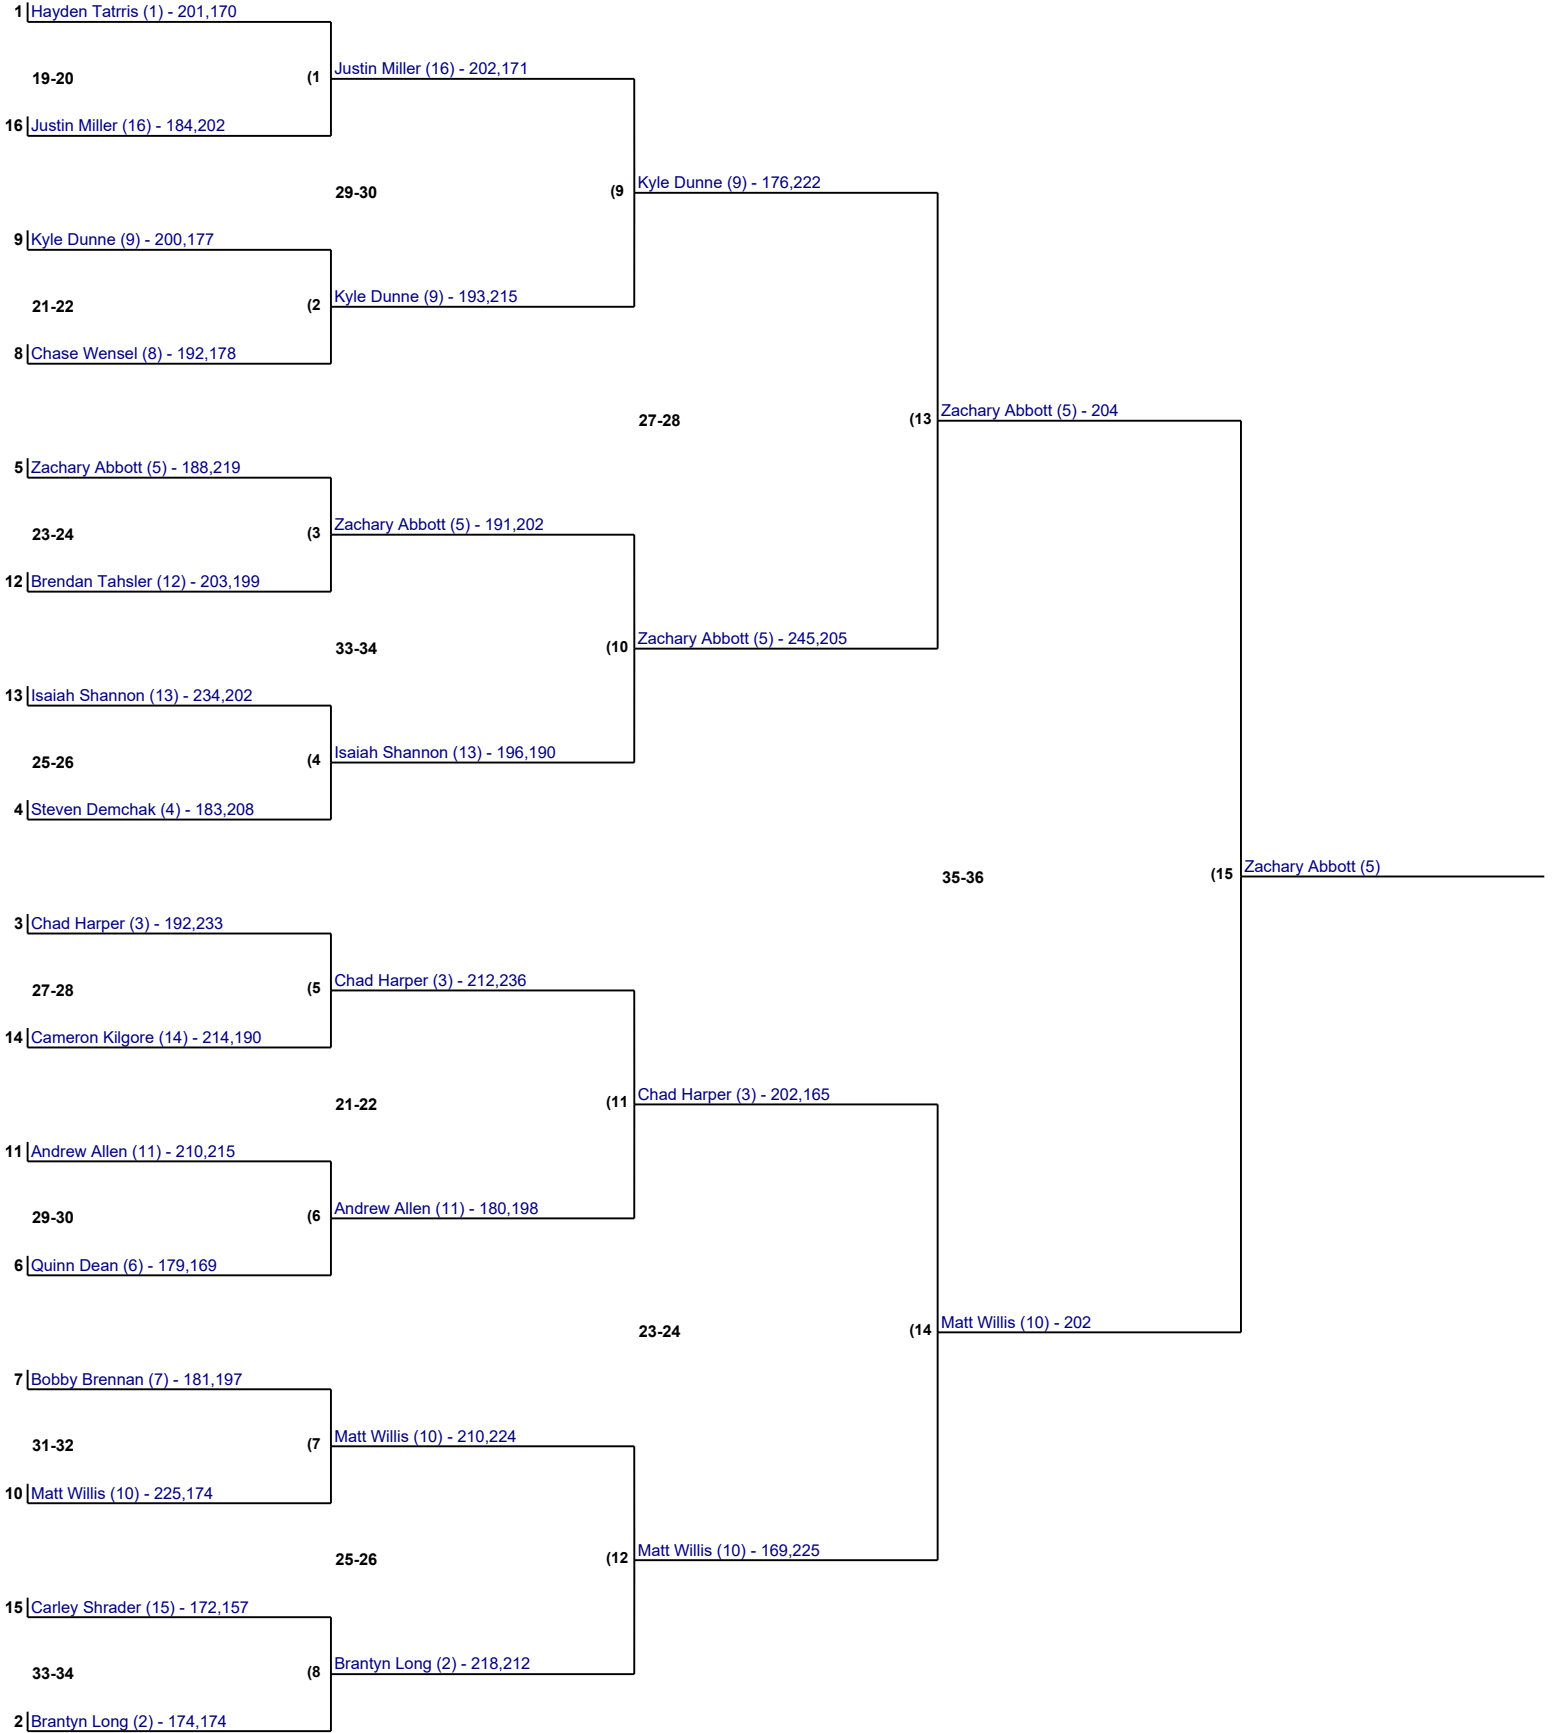 1 Hayden Tatrris (1) - 201,170
Justin Miller (16) - 202,171
19-20 (1
16 Justin Miller (16) - 184,202
Kyle Dunne (9) - 176,222
29-30 (9
9 Kyle Dunne (9) - 200,177
Kyle Dunne (9) - 193,215
21-22 (2
8 Chase Wensel (8) - 192,178
Zachary Abbott (5) - 204
27-28 (13
5 Zachary Abbott (5) - 188,219
Zachary Abbott (5) - 191,202
23-24 (3
12 Brendan Tahsler (12) - 203,199
Zachary Abbott (5) - 245,205
33-34 (10
13 Isaiah Shannon (13) - 234,202
Isaiah Shannon (13) - 196,190
25-26 (4
4 Steven Demchak (4) - 183,208
Zachary Abbott (5)
35-36 (15
3 Chad Harper (3) - 192,233
Chad Harper (3) - 212,236
27-28 (5
14 Cameron Kilgore (14) - 214,190
Chad Harper (3) - 202,165
21-22 (11
11 Andrew Allen (11) - 210,215
Andrew Allen (11) - 180,198
29-30 (6
6 Quinn Dean (6) - 179,169
Matt Willis (10) - 202
23-24 (14
7 Bobby Brennan (7) - 181,197
Matt Willis (10) - 210,224
31-32 (7
10 Matt Willis (10) - 225,174
Matt Willis (10) - 169,225
25-26 (12
15 Carley Shrader (15) - 172,157
Brantyn Long (2) - 218,212
33-34 (8
2 Brantyn Long (2) - 174,174